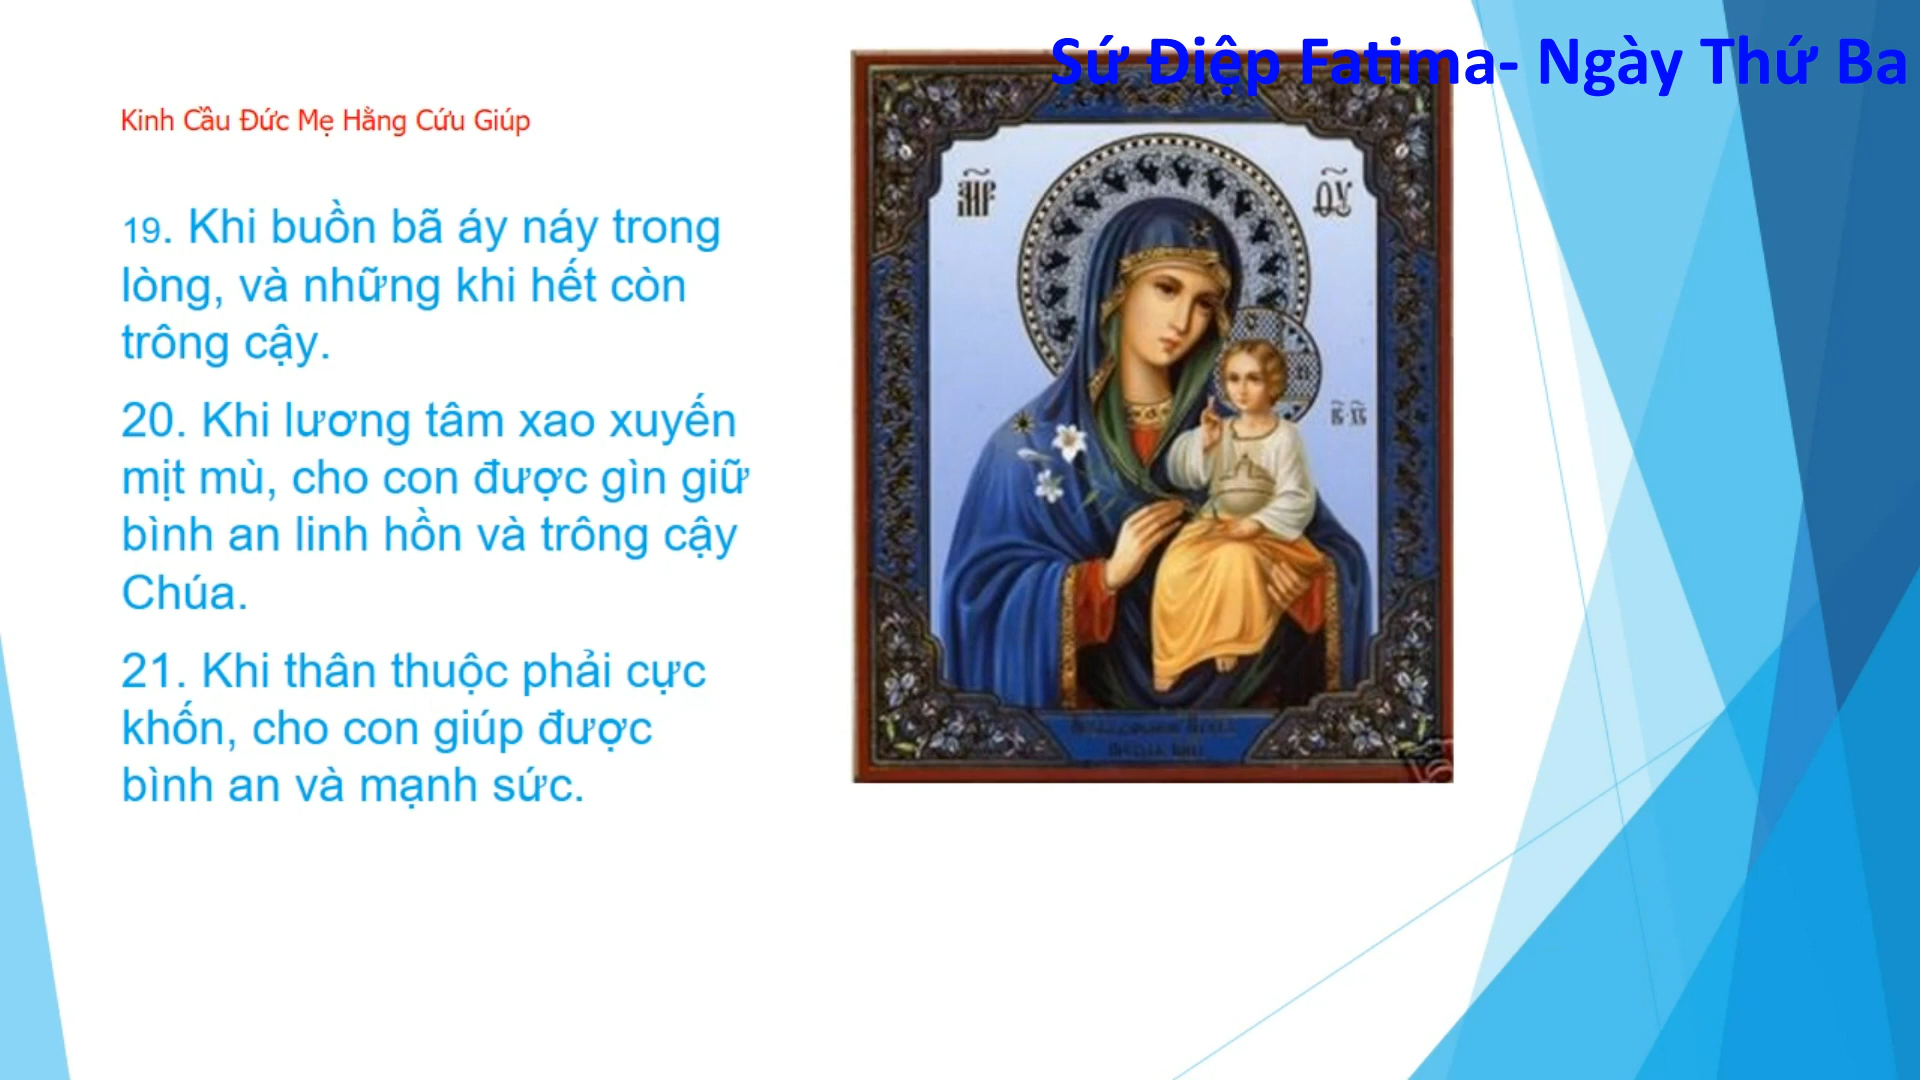 Sứ Điệp Fatima- Ngày Thứ Ba
Kinh Cầu Đức Mẹ Hằng Cứu Giúp
19. Khi buồn bã áy náy trong
lòng, và những khi hết còn
trông cậy.
20. Khi lương tâm xao xuyến
mịt mù, cho con được gìn giữ
bình an linh hồn và trông cậy
Chúa.
21. Khi thân thuộc phải cực
khốn, cho con giúp được
bình an và mạnh sức.